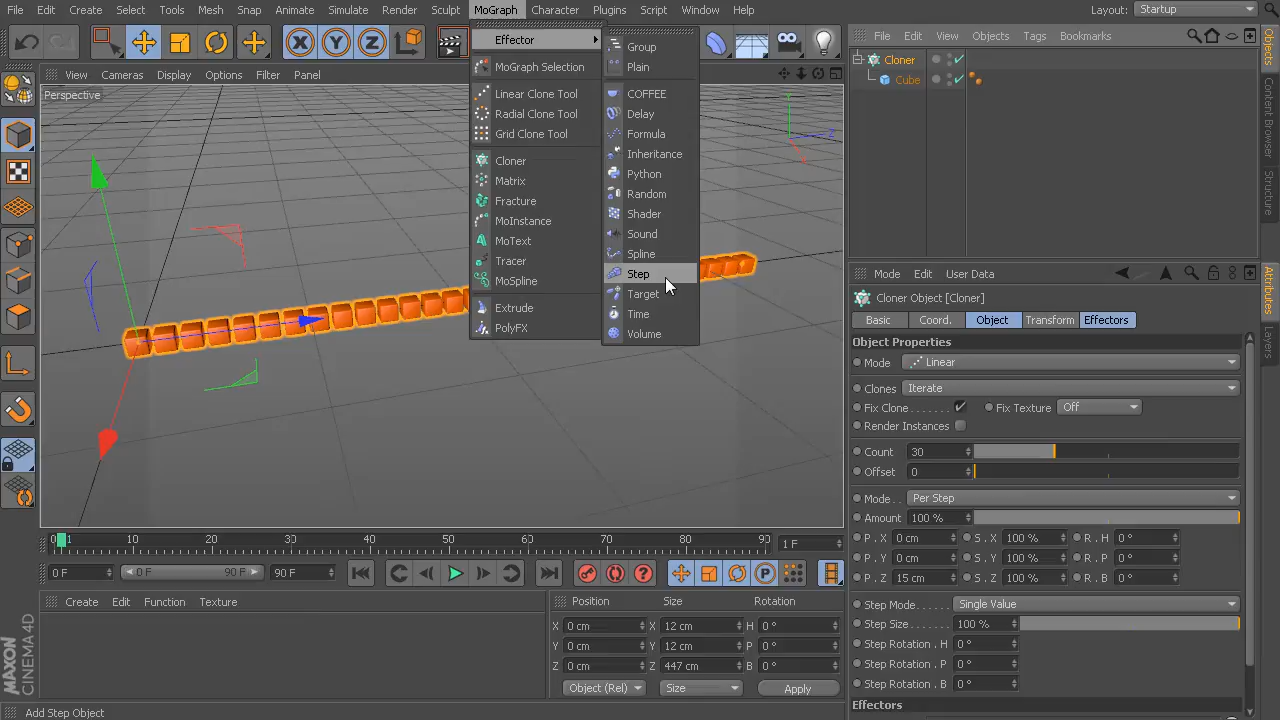 File Edit Create Select Tools Mesh Snap Animate Simulate Render Sculpt MoGraph Character Plugins Script Window Help Layout: Startup
X Y Z
File Edit View Objects Tags Bookmarks
View Cameras Display Options Filter Panel
Perspective
Effector
MoGraph Selection
Linear Clone Tool
Radial Clone Tool
Grid Clone Tool
Cloner
Matrix
Fracture
MoInstance
MoText
Tracer
MoSpline
Extrude
PolyFX
Group
Plain
COFFEE
Delay
Formula
Inheritance
Python
Random
Shader
Sound
Spline
Step
Target
Time
Volume
Y
Z
Cloner
Cube
Objects
Content Browser
Structure
Attributes
Layers
Mode Edit User Data
Cloner Object [Cloner]
Basic Coord. Object Transform Effectors
Object Properties
Mode Linear
Clones Iterate
Fix Clone . . . . . . . Fix Texture Off
Render Instances
Count 30
Offset 0
Mode . . Per Step
Amount 100 %
P . X 0 cm S . X 100 % R . H 0 °
P . Y 0 cm S . Y 100 % R . P 0 °
P . Z 15 cm S . Z 100 % R . B 0 °
Step Mode . . . . . Single Value
Step Size . . . . . . 100 %
Step Rotation . H 0 °
Step Rotation . P 0 °
Step Rotation . B 0 °
Effectors
0 1 10 20 30 40 50 60 70 80 90 1 F
0 F 0 F 90 F 90 F
Create Edit Function Texture
Position Size Rotation
X 0 cm X 12 cm H 0 °
Y 0 cm Y 12 cm P 0 °
Z 0 cm Z 447 cm B 0 °
Object (Rel) Size Apply
MAXON
CINEMA 4D
Add Step Object